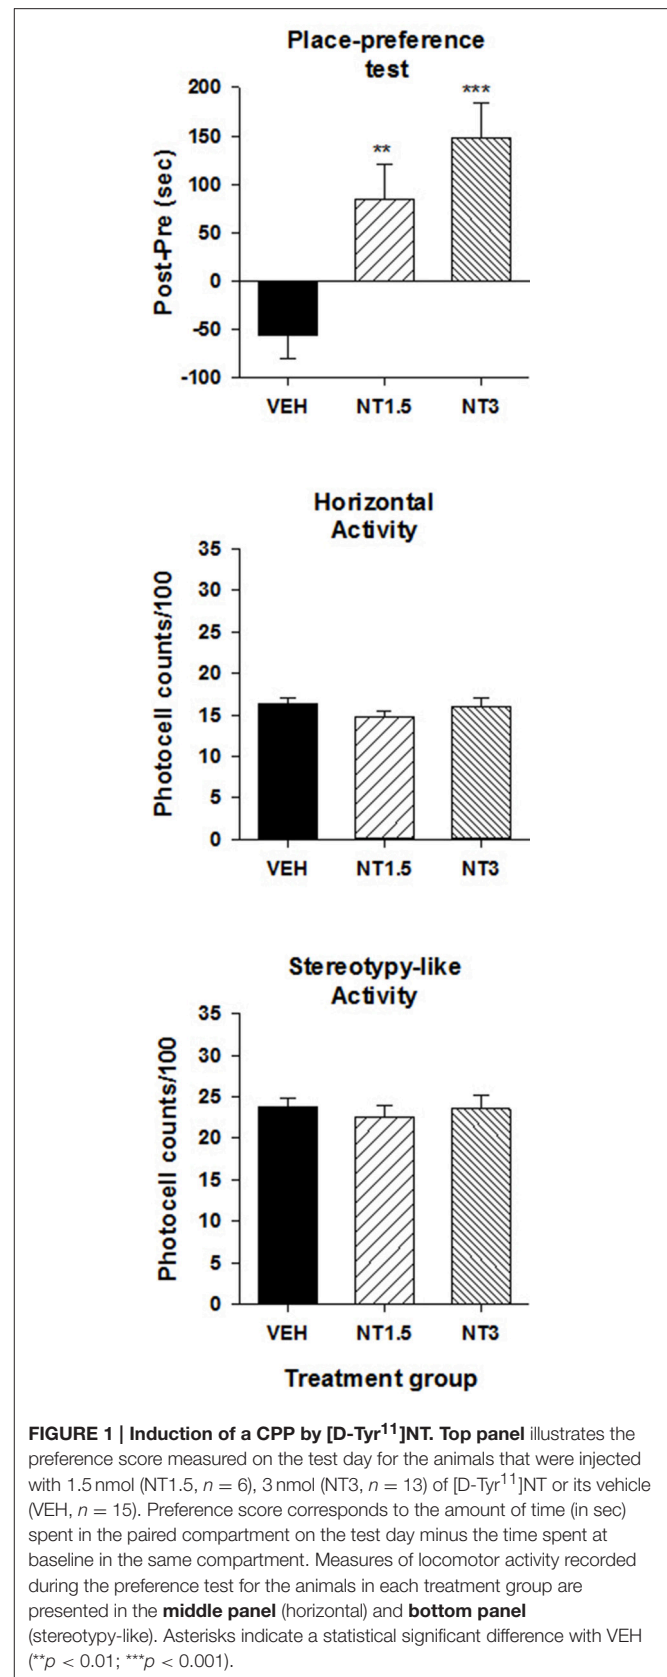 Place-preference
test
200
150
100
50
0
-50
-100
Post-Pre (sec)
**
***
VEH NT1.5 NT3
Horizontal
Activity
35
30
25
20
15
10
5
0
Photocell counts/100
VEH NT1.5 NT3
Stereotypy-like
Activity
35
30
25
20
15
10
5
0
Photocell counts/100
VEH NT1.5 NT3
Treatment group
FIGURE 1 | Induction of a CPP by [D-Tyr¹¹]NT. Top panel illustrates the
preference score measured on the test day for the animals that were injected
with 1.5 nmol (NT1.5, n = 6), 3 nmol (NT3, n = 13) of [D-Tyr¹¹]NT or its vehicle
(VEH, n = 15). Preference score corresponds to the amount of time (in sec)
spent in the paired compartment on the test day minus the time spent at
baseline in the same compartment. Measures of locomotor activity recorded
during the preference test for the animals in each treatment group are
presented in the middle panel (horizontal) and bottom panel
(stereotypy-like). Asterisks indicate a statistical significant difference with VEH
(**p < 0.01; ***p < 0.001).